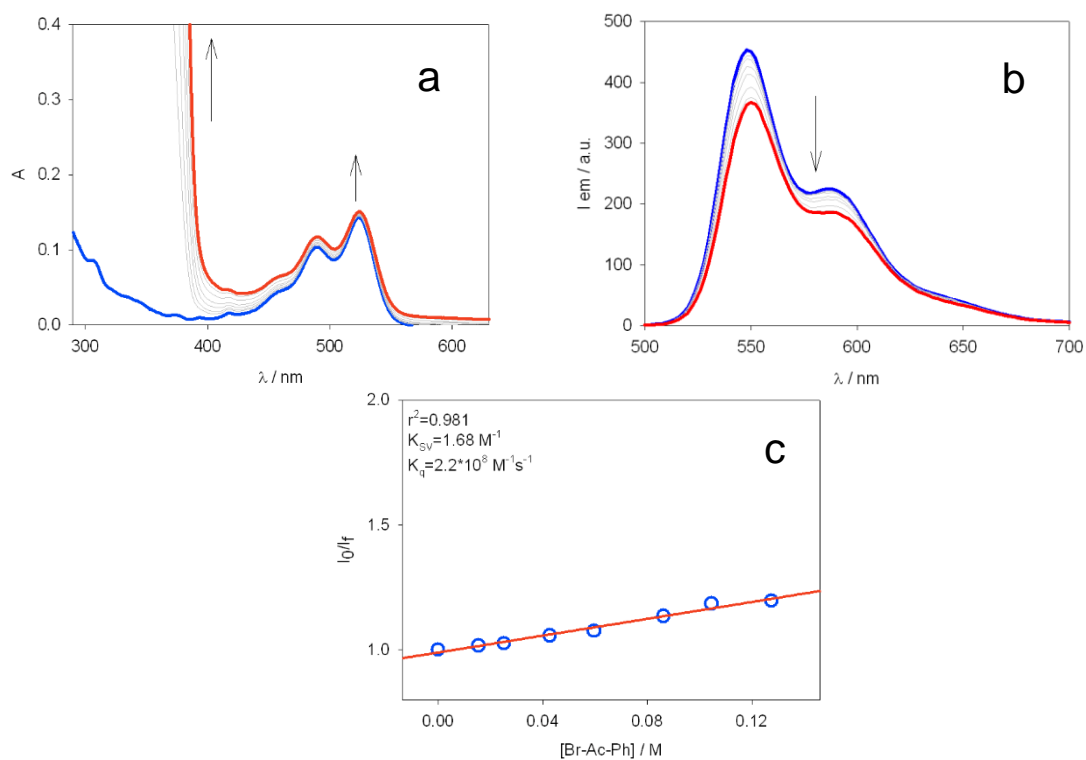 a
0.4
0.3
0.2
0.1
0.0
A
300 400 500 600
λ / nm
b
500
400
300
200
100
0
I em / a.u.
500 550 600 650 700
λ / nm
c
r²=0.981
K_SV=1.68 M⁻¹
K_q=2.2*10⁸ M⁻¹s⁻¹
2.0
1.5
1.0
I₀/I_f
0.00 0.04 0.08 0.12
[Br-Ac-Ph] / M